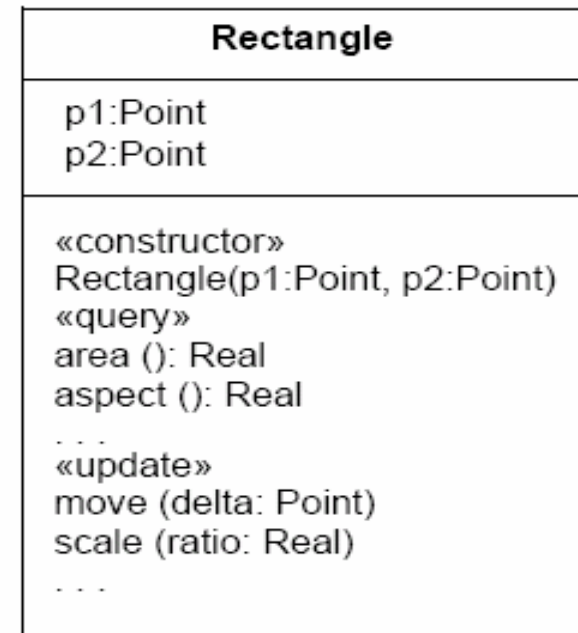 Rectangle
p1:Point
p2:Point
«constructor»
Rectangle(p1:Point, p2:Point)
«query»
area (): Real
aspect (): Real
. . .
«update»
move (delta: Point)
scale (ratio: Real)
. . .